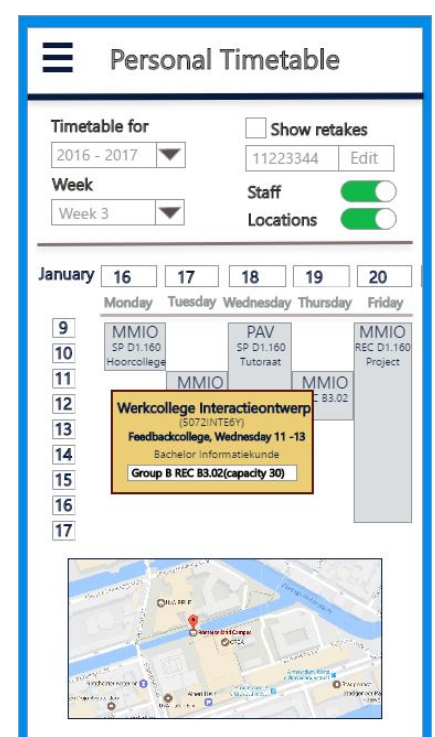 Personal Timetable
Timetable for
Show retakes
2016 - 2017
11223344 Edit
Week
Staff
Week 3
Locations
January 16 17 18 19 20
Monday Tuesday Wednesday Thursday Friday
9
10
11
12
13
14
15
16
17
MMIO
SP D1.160
Hoorcollege
PAV
SP D1.160
Tutoraat
MMIO
REC D1.160
Project
MMIO
MMIO
B3.02
Werkcollege Interactieontwerp
(5072INTE6Y)
Feedbackcollege, Wednesday 11 -13
Bachelor Informatiekunde
Group B REC B3.02(capacity 30)
Roeterseiland Campus
CREA